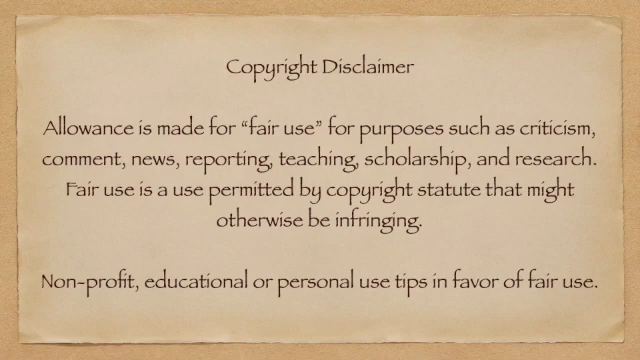 Copyright Disclaimer
Allowance is made for “fair use” for purposes such as criticism,
comment, news, reporting, teaching, scholarship, and research.
Fair use is a use permitted by copyright statute that might
otherwise be infringing.
Non-profit, educational or personal use tips in favor of fair use.